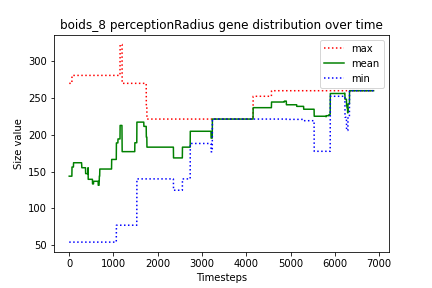 boids_8 perceptionRadius gene distribution over time
max
mean
min
Size value
300
250
200
150
100
50
0
1000
2000
3000
4000
5000
6000
7000
Timesteps